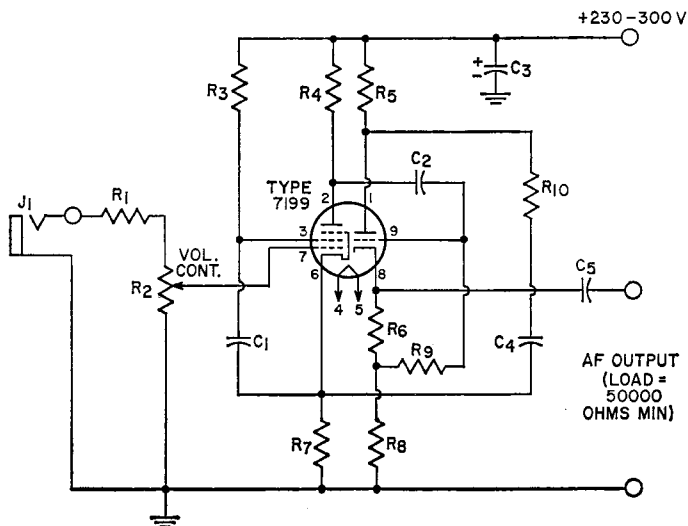 +230-300 V
C3
R3
R4
R5
C2
TYPE
7199
2
1
R10
J1
R1
3
9
7
VOL.
CONT.
6
8
R2
4
5
C5
R6
C1
R9
C4
AF OUTPUT
(LOAD =
50000
OHMS MIN)
R7
R8
+
-